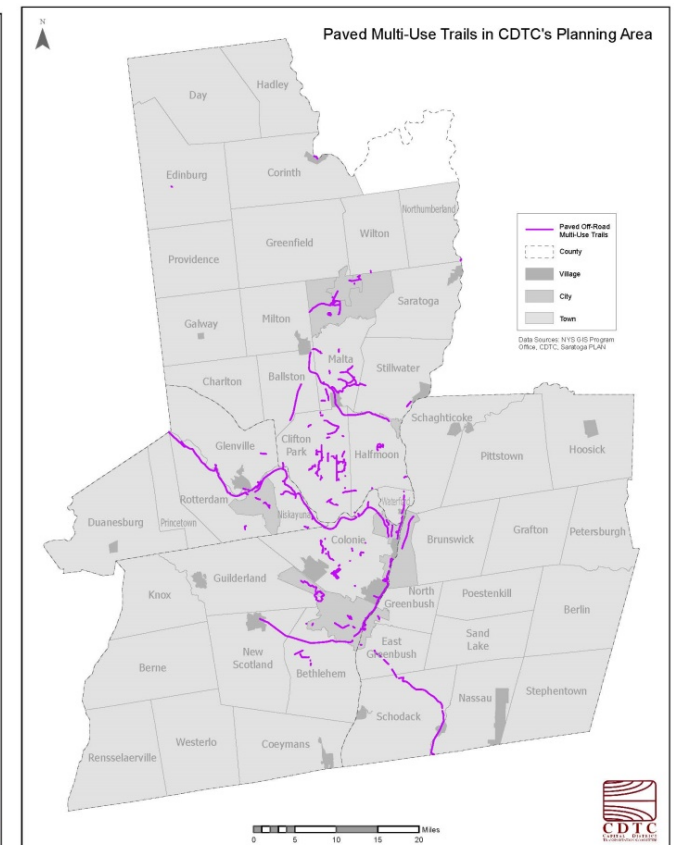 N
Paved Multi-Use Trails in CDTC's Planning Area
Hadley
Day
Edinburg
Corinth
Northumberland
Wilton
Greenfield
Providence
Saratoga
Milton
Galway
Malta
Stillwater
Ballston
Charlton
Schaghticoke
Clifton
Park
Halfmoon
Glenville
Pittstown
Hoosick
Rotterdam
Niskayuna
Waterford
Duanesburg
Princetown
Colonie
Brunswick
Grafton
Petersburgh
Guilderland
Knox
North
Greenbush
Poestenkill
Berlin
Sand
Lake
East
Greenbush
New
Scotland
Berne
Bethlehem
Nassau
Stephentown
Schodack
Westerlo
Coeymans
Rensselaerville
Paved Off-Road
Multi-Use Trails
County
Village
City
Town
Data Sources: NYS GIS Program
Office, CDTC, Saratoga PLAN
Miles
0 5 10 15 20
CDTC